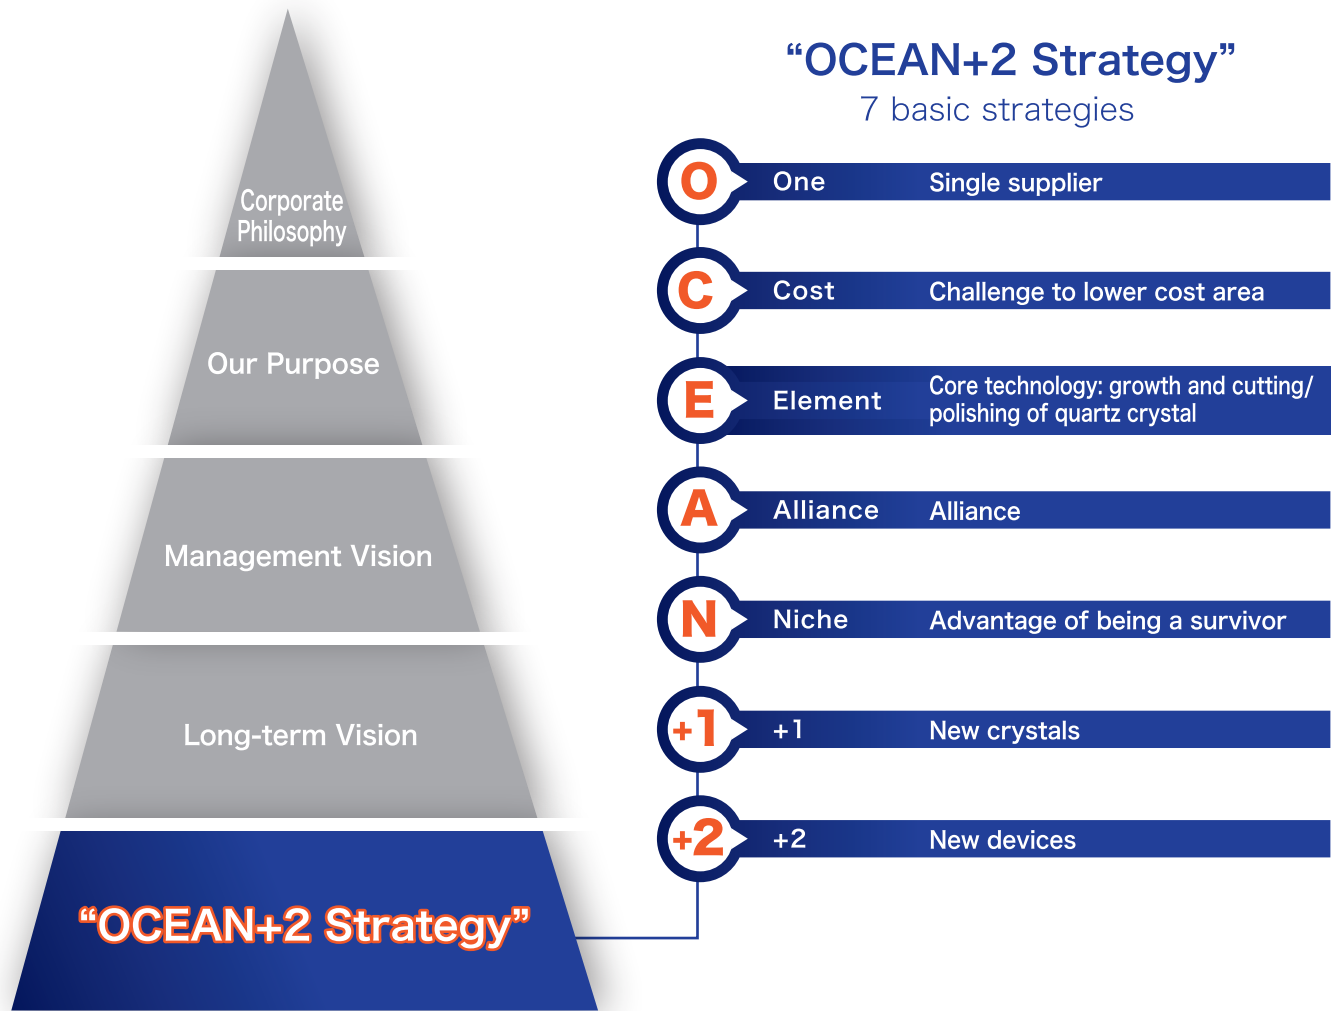 Corporate
Philosophy
Our Purpose
Management Vision
Long-term Vision
“OCEAN+2 Strategy”
“OCEAN+2 Strategy”
7 basic strategies
O One Single supplier
C Cost Challenge to lower cost area
E Element Core technology: growth and cutting/
polishing of quartz crystal
A Alliance Alliance
N Niche Advantage of being a survivor
+1 +1 New crystals
+2 +2 New devices